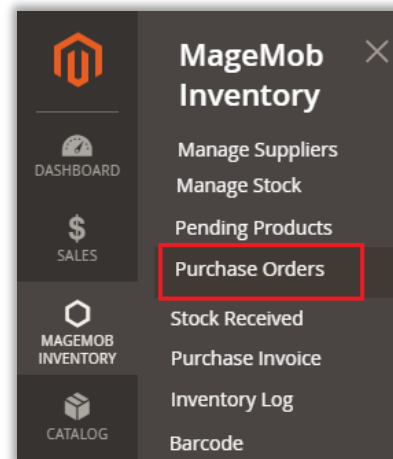 MageMob
Inventory
DASHBOARD
SALES
MAGEMOB
INVENTORY
CATALOG
Manage Suppliers
Manage Stock
Pending Products
Purchase Orders
Stock Received
Purchase Invoice
Inventory Log
Barcode